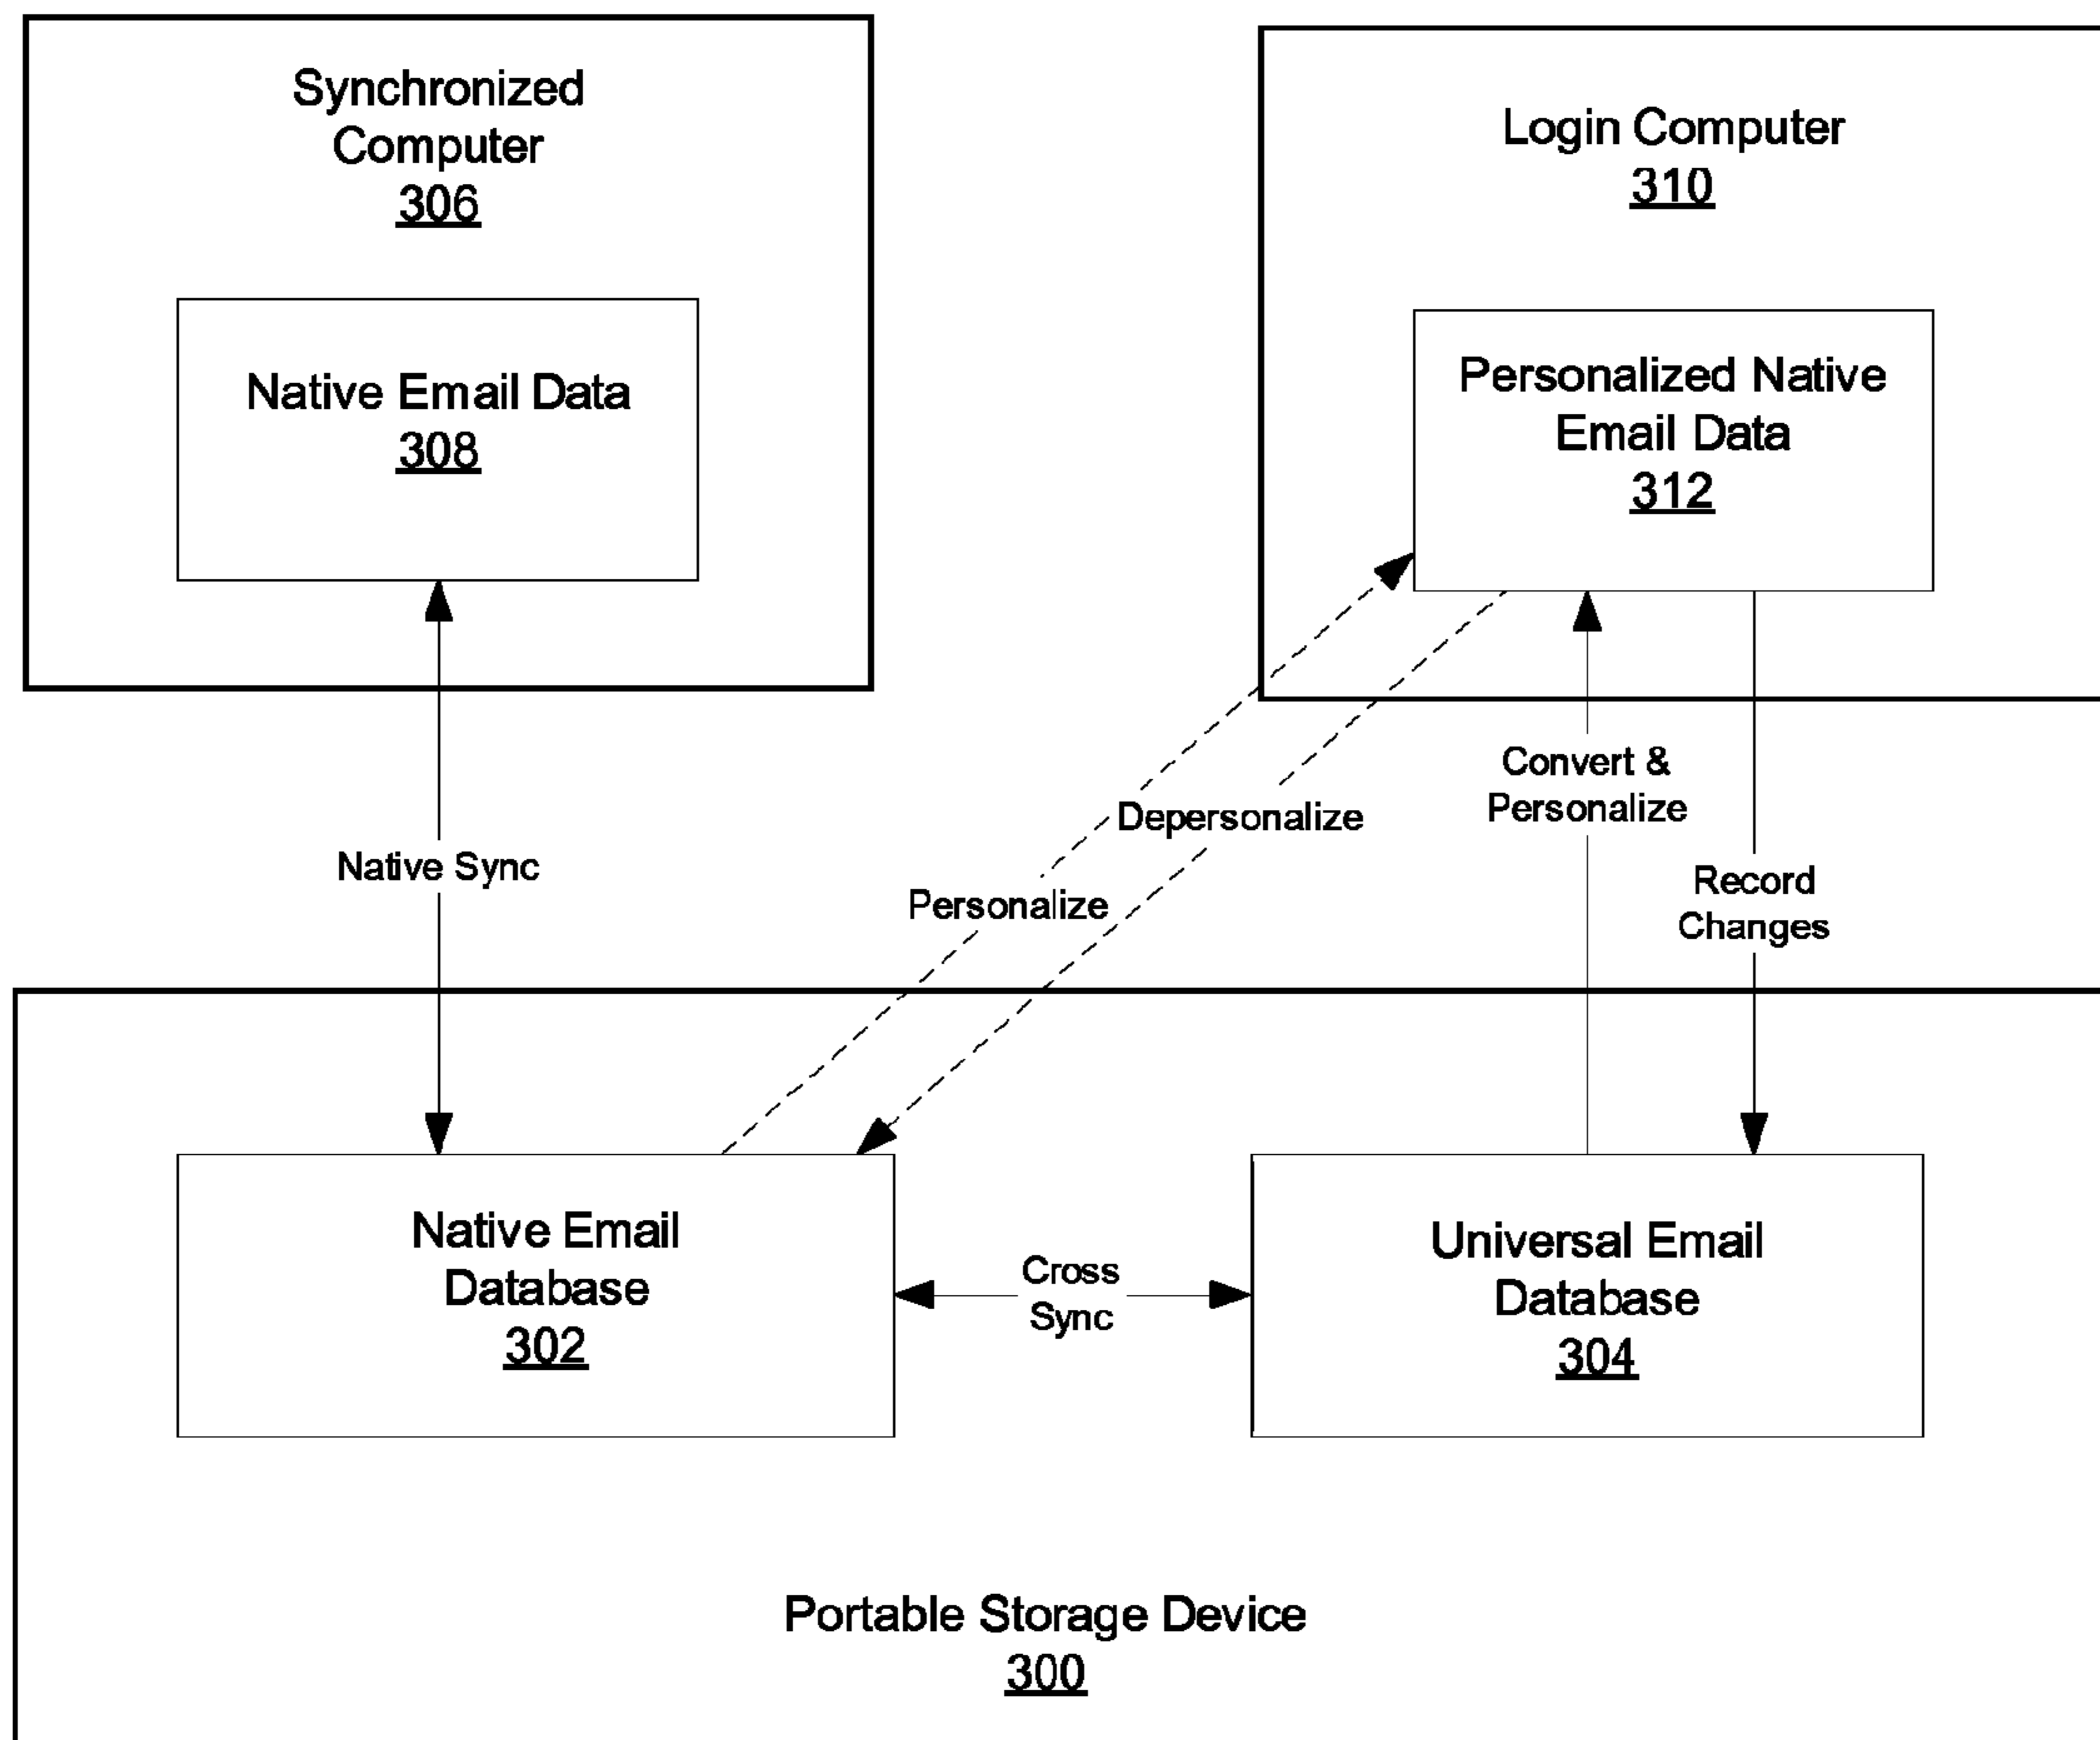 Synchronized
Computer
306
Native Email Data
308
Login Computer
310
Personalized Native
Email Data
312
Native Sync
Personalize
Depersonalize
Convert &
Personalize
Record
Changes
Native Email
Database
302
Cross
Sync
Universal Email
Database
304
Portable Storage Device
300